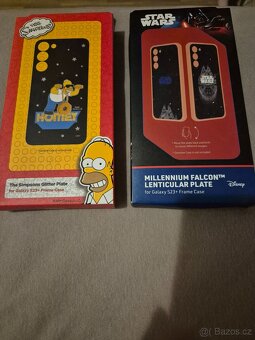 THE
SIMPSONS
HOMER
The Simpsons Glitter Plate
for Galaxy S23+ Frame Case
STAR
WARS
MILLENNIUM FALCON™
LENTICULAR PLATE
for Galaxy S23+ Frame Case
Disney
Bazos.cz